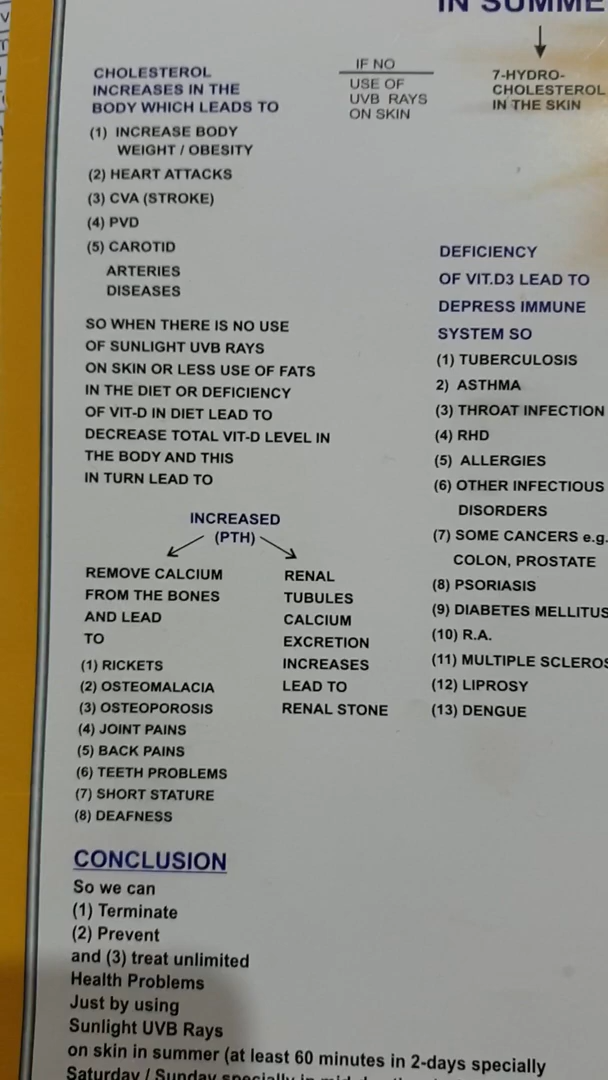 IN SUMME
CHOLESTEROL
INCREASES IN THE
BODY WHICH LEADS TO
(1) INCREASE BODY
WEIGHT / OBESITY
(2) HEART ATTACKS
(3) CVA (STROKE)
(4) PVD
(5) CAROTID
ARTERIES
DISEASES
IF NO
USE OF
UVB RAYS
ON SKIN
7-HYDRO-
CHOLESTEROL
IN THE SKIN
SO WHEN THERE IS NO USE
OF SUNLIGHT UVB RAYS
ON SKIN OR LESS USE OF FATS
IN THE DIET OR DEFICIENCY
OF VIT-D IN DIET LEAD TO
DECREASE TOTAL VIT-D LEVEL IN
THE BODY AND THIS
IN TURN LEAD TO
INCREASED
(PTH)
REMOVE CALCIUM
FROM THE BONES
AND LEAD
TO
(1) RICKETS
(2) OSTEOMALACIA
(3) OSTEOPOROSIS
(4) JOINT PAINS
(5) BACK PAINS
(6) TEETH PROBLEMS
(7) SHORT STATURE
(8) DEAFNESS
RENAL
TUBULES
CALCIUM
EXCRETION
INCREASES
LEAD TO
RENAL STONE
DEFICIENCY
OF VIT.D3 LEAD TO
DEPRESS IMMUNE
SYSTEM SO
(1) TUBERCULOSIS
2) ASTHMA
(3) THROAT INFECTION
(4) RHD
(5) ALLERGIES
(6) OTHER INFECTIOUS
DISORDERS
(7) SOME CANCERS e.g.
COLON, PROSTATE
(8) PSORIASIS
(9) DIABETES MELLITUS
(10) R.A.
(11) MULTIPLE SCLEROS
(12) LIPROSY
(13) DENGUE
CONCLUSION
So we can
(1) Terminate
(2) Prevent
and (3) treat unlimited
Health Problems
Just by using
Sunlight UVB Rays
on skin in summer (at least 60 minutes in 2-days specially
Saturday / Sunday specially in